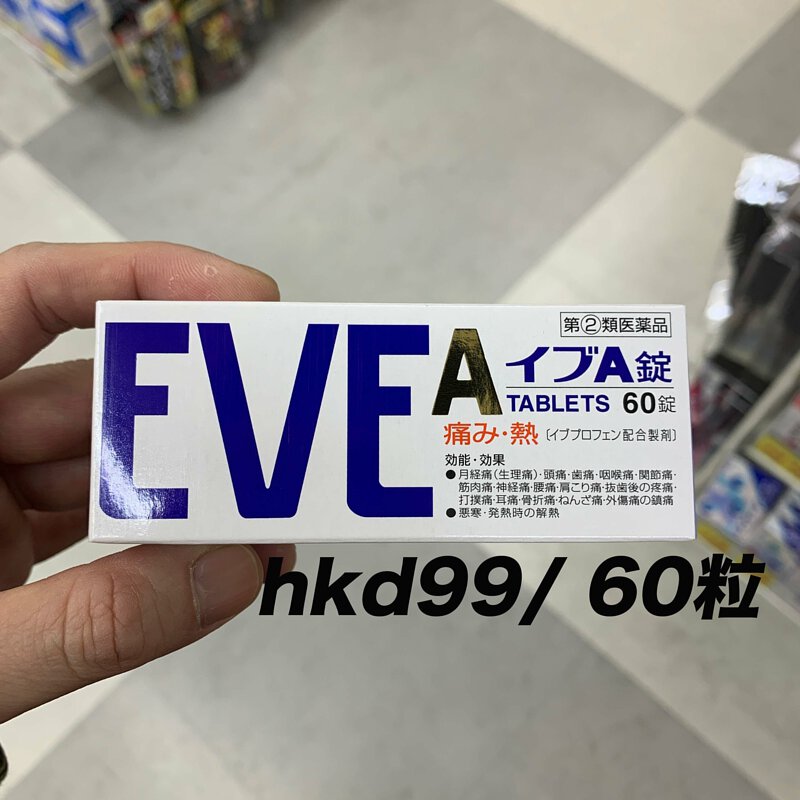 EVE A
第②類医薬品
イブA錠
TABLETS 60錠
痛み・熱 〔イブプロフェン配合製剤〕
効能・効果
●月経痛(生理痛)・頭痛・歯痛・咽喉痛・関節痛・
筋肉痛・神経痛・腰痛・肩こり痛・抜歯後の疼痛・
打撲痛・耳痛・骨折痛・ねんざ痛・外傷痛の鎮痛
●悪寒・発熱時の解熱
hkd99/ 60粒